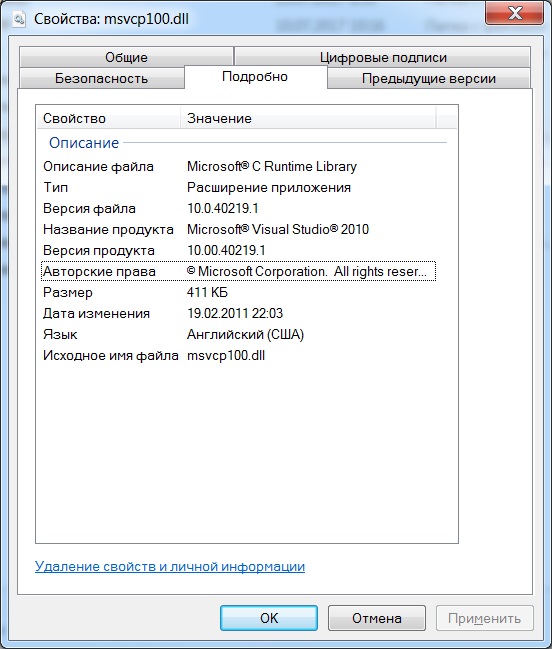 Свойства: msvcp100.dll
Общие Цифровые подписи
Безопасность Подробно Предыдущие версии
Свойство Значение
Описание
Описание файла Microsoft® C Runtime Library
Тип Расширение приложения
Версия файла 10.0.40219.1
Название продукта Microsoft® Visual Studio® 2010
Версия продукта 10.00.40219.1
Авторские права © Microsoft Corporation. All rights reser...
Размер 411 КБ
Дата изменения 19.02.2011 22:03
Язык Английский (США)
Исходное имя файла msvcp100.dll
Удаление свойств и личной информации
OK Отмена Применить